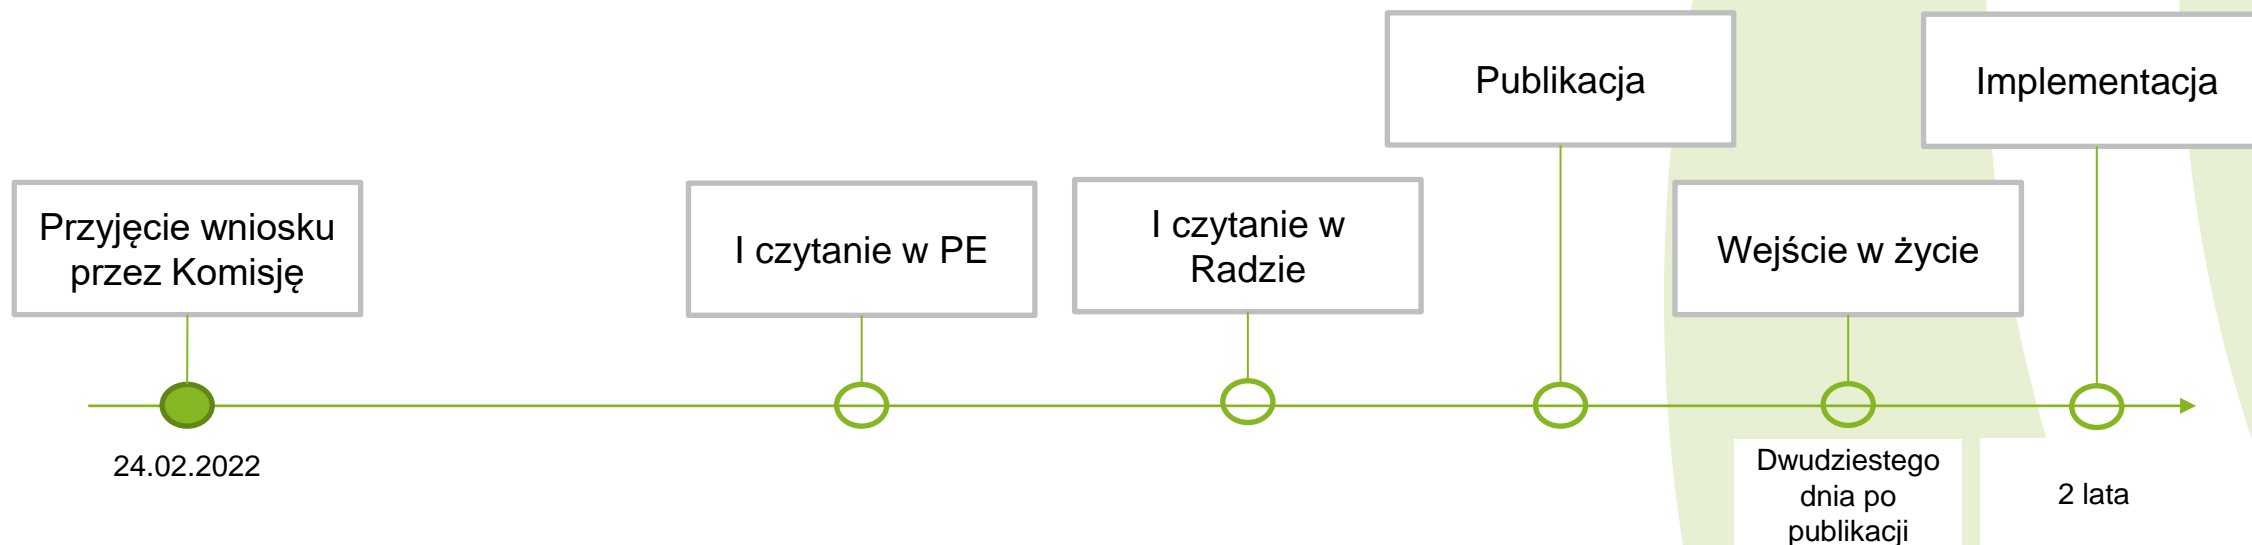 Przyjęcie wniosku
przez Komisję
I czytanie w PE
I czytanie w
Radzie
Publikacja
Wejście w życie
Implementacja
24.02.2022
Dwudziestego
dnia po
publikacji
2 lata